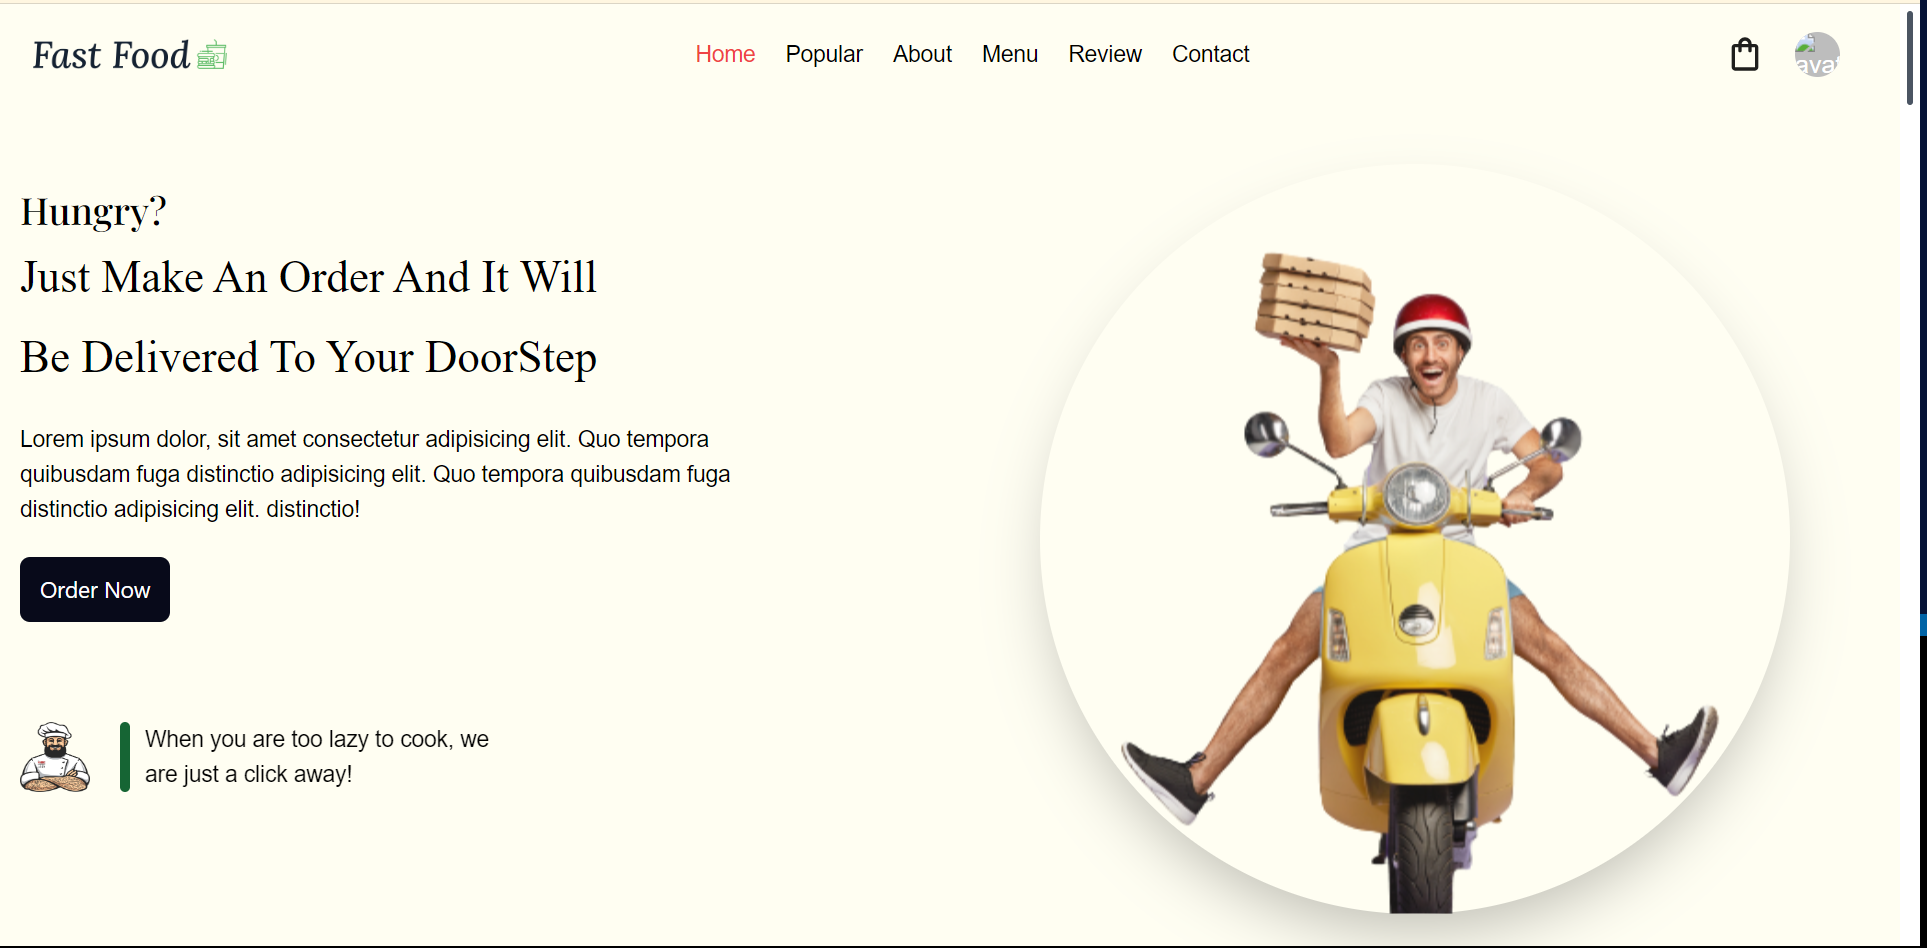 Fast Food
Home Popular About Menu Review Contact
avat
Hungry?
Just Make An Order And It Will
Be Delivered To Your DoorStep
Lorem ipsum dolor, sit amet consectetur adipisicing elit. Quo tempora
quibusdam fuga distinctio adipisicing elit. Quo tempora quibusdam fuga
distinctio adipisicing elit. distinctio!
Order Now
When you are too lazy to cook, we
are just a click away!